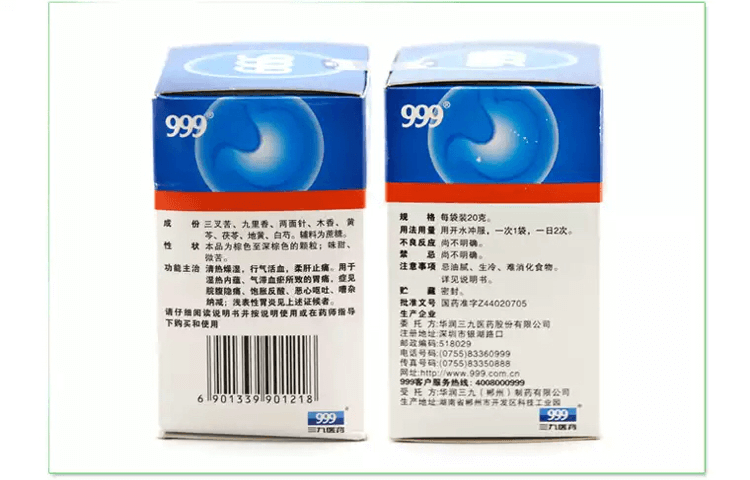 999
999®
成 份 三叉苦、九里香、两面针、木香、黄
芩、茯苓、地黄、白芍。辅料为蔗糖。
性 状 本品为棕色至深棕色的颗粒；味甜、
微苦。
功能主治 清热燥湿，行气活血，柔肝止痛。用于
湿热内蕴、气滞血瘀所致的胃痛，症见
脘腹隐痛、饱胀反酸、恶心呕吐、嘈杂
纳减；浅表性胃炎见上述证候者。
请仔细阅读说明书并按说明使用或在药师指导
下购买和使用
6 901339 901218
999®
三九医药
999
999®
规 格 每袋装20克。
用法用量 用开水冲服，一次1袋，一日2次。
不良反应 尚不明确。
禁 忌 尚不明确。
注意事项 忌油腻、生冷、难消化食物。
详见说明书。
贮 藏 密封。
批准文号 国药准字Z44020705
生产企业
委 托 方:华润三九医药股份有限公司
注册地址:深圳市银湖路口
邮政编码:518029
电话号码:(0755)83360999
传真号码:(0755)83350888
网址:http://www.999.com.cn
999客户服务热线: 4008000999
受 托 方:华润三九（郴州）制药有限公司
生产地址:湖南省郴州市开发区科技工业园
999®
三九医药